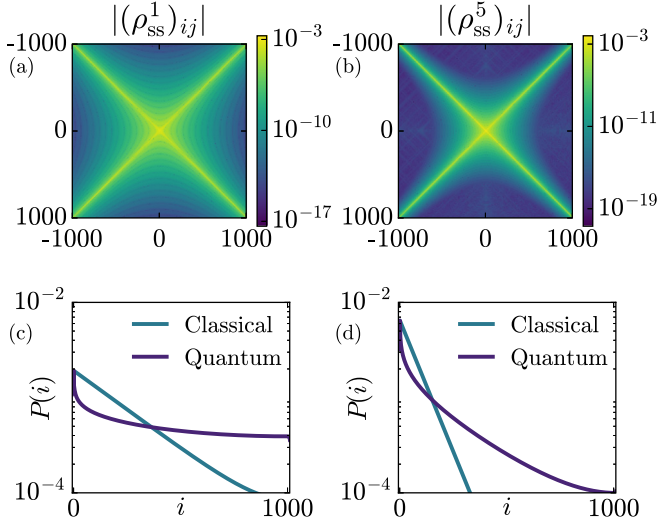 |(ρ¹ₛₛ)ᵢⱼ| |(ρ⁵ₛₛ)ᵢⱼ|
(a) -1000 0 1000
-1000 0 1000
10⁻³
10⁻¹⁰
10⁻¹⁷
(b) -1000 0 1000
-1000 0 1000
10⁻³
10⁻¹¹
10⁻¹⁹
(c) 10⁻² 10⁻⁴
P(i)
Classical
Quantum
0 i 1000
(d) 10⁻² 10⁻⁴
P(i)
Classical
Quantum
0 i 1000